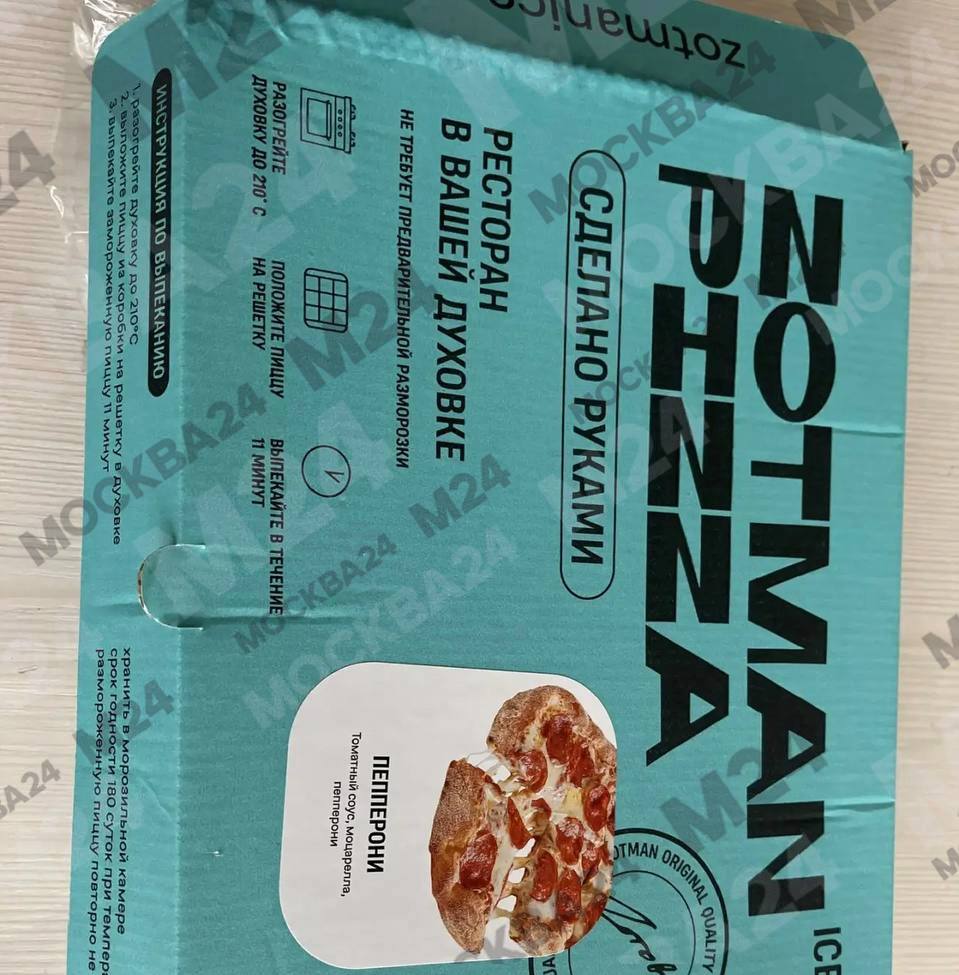 zotmanice
ZOTMAN ICE
PIZZA
СДЕЛАНО РУКАМИ
РЕСТОРАН
В ВАШЕЙ ДУХОВКЕ
НЕ ТРЕБУЕТ ПРЕДВАРИТЕЛЬНОЙ РАЗМОРОЗКИ
РАЗОГРЕЙТЕ
ДУХОВКУ ДО 210° С
ПОЛОЖИТЕ ПИЦЦУ
НА РЕШЕТКУ
ВЫПЕКАЙТЕ В ТЕЧЕНИЕ
11 МИНУТ
ИНСТРУКЦИЯ ПО ВЫПЕКАНИЮ
1. разогрейте духовку до 210°С
2. выложите пиццу из коробки на решетку в духовке
3. выпекайте замороженную пиццу 11 минут
хранить в морозильной камере
срок годности 180 суток при
размороженную пиццу повторно не
ПЕППЕРОНИ
Томатный соус, моцарелла,
пепперони
ZOTMAN ORIGINAL QUALITY
МОСКВА24
М24